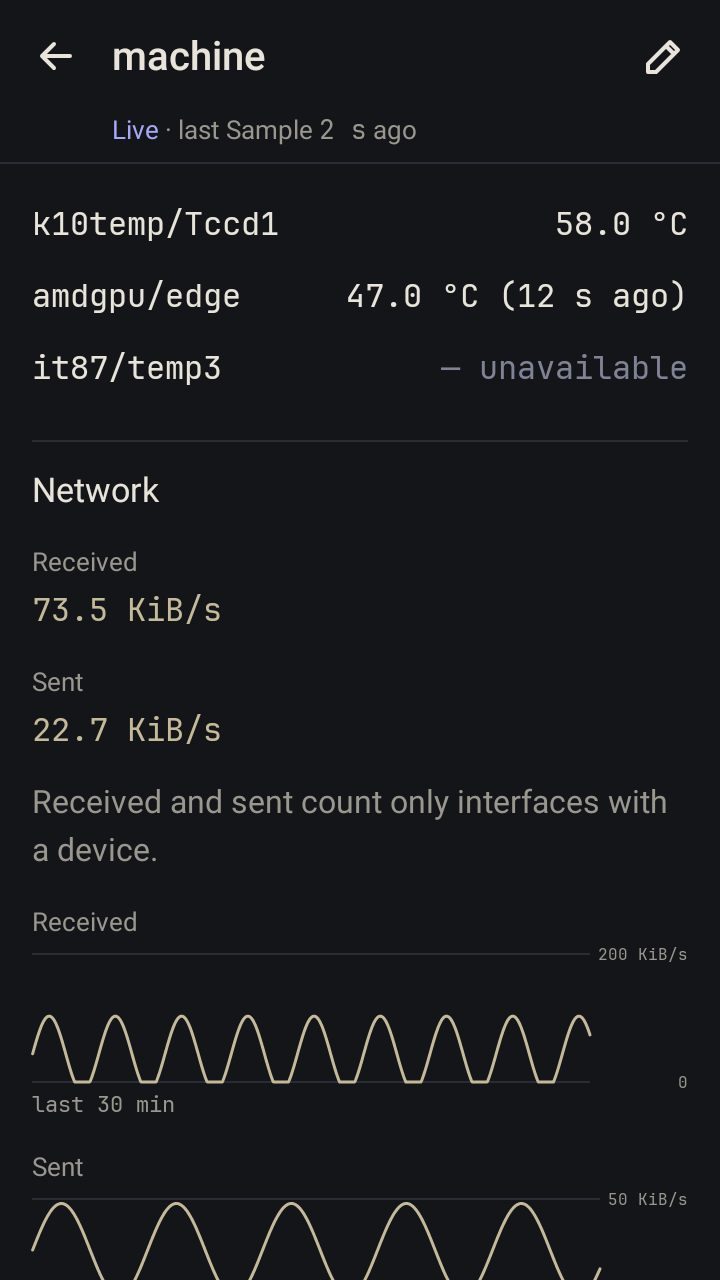 machine
Live · last Sample 2 s ago
k10temp/Tccd1 58.0 °C
amdgpu/edge 47.0 °C (12 s ago)
it87/temp3 — unavailable
Network
Received
73.5 KiB/s
Sent
22.7 KiB/s
Received and sent count only interfaces with
a device.
Received
200 KiB/s
0
last 30 min
Sent
50 KiB/s